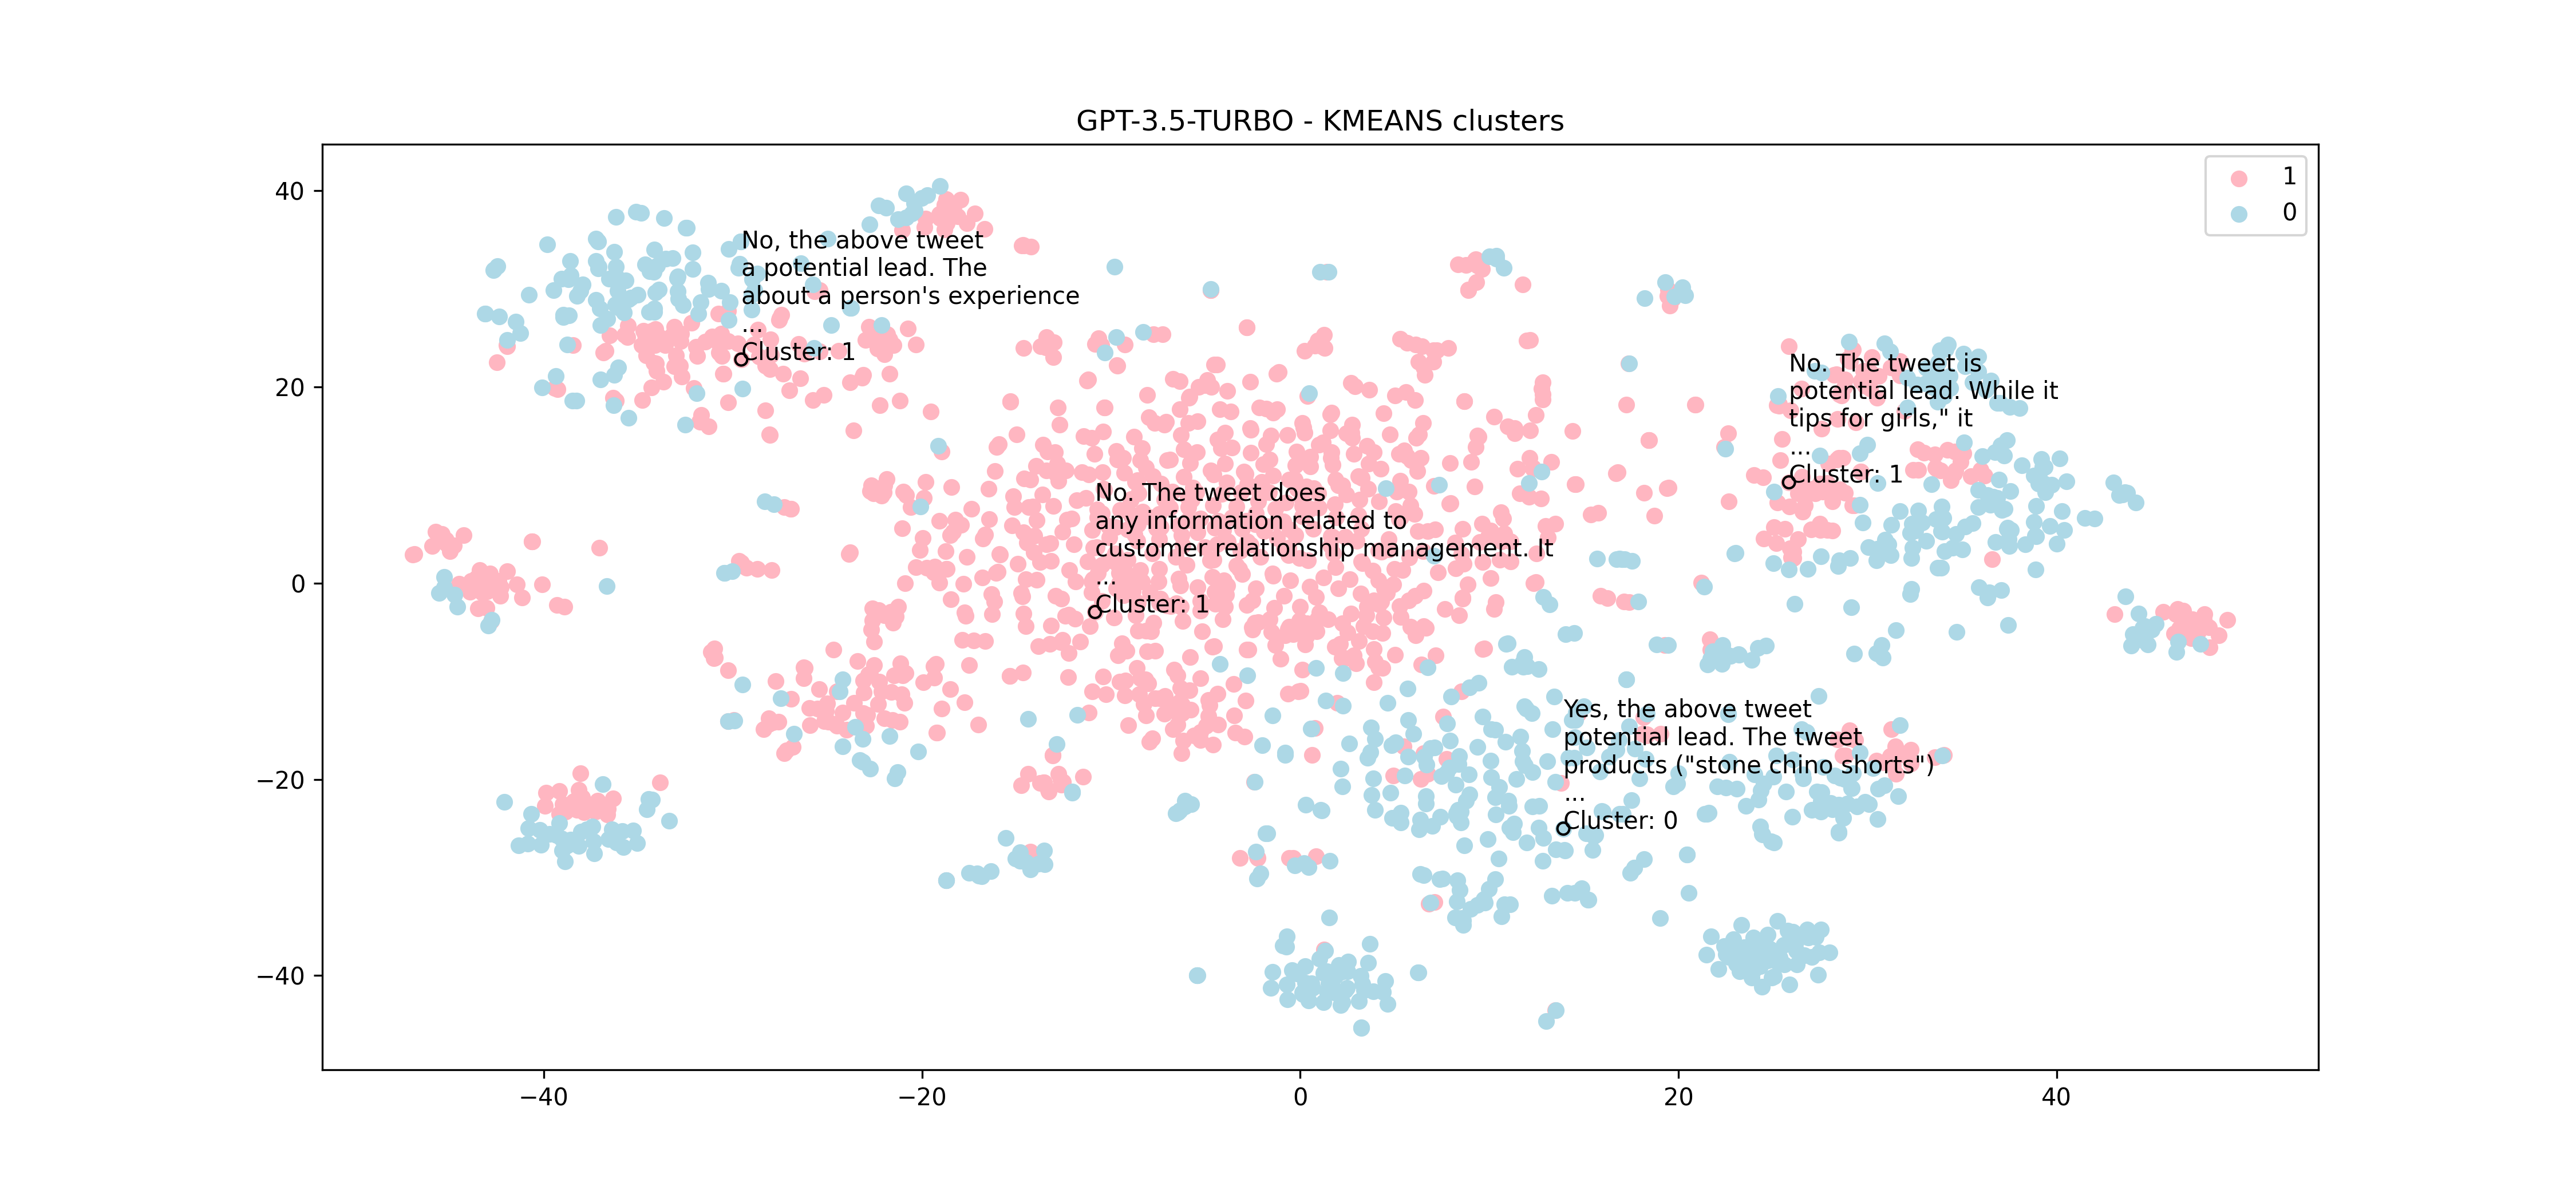 GPT-3.5-TURBO - KMEANS clusters
1
0
40
20
0
−20
−40
No, the above tweet
a potential lead. The
about a person's experience
...
Cluster: 1
No. The tweet is
potential lead. While it
tips for girls," it
...
Cluster: 1
No. The tweet does
any information related to
customer relationship management. It
...
Cluster: 1
Yes, the above tweet
potential lead. The tweet
products ("stone chino shorts")
...
Cluster: 0
−40
−20
0
20
40